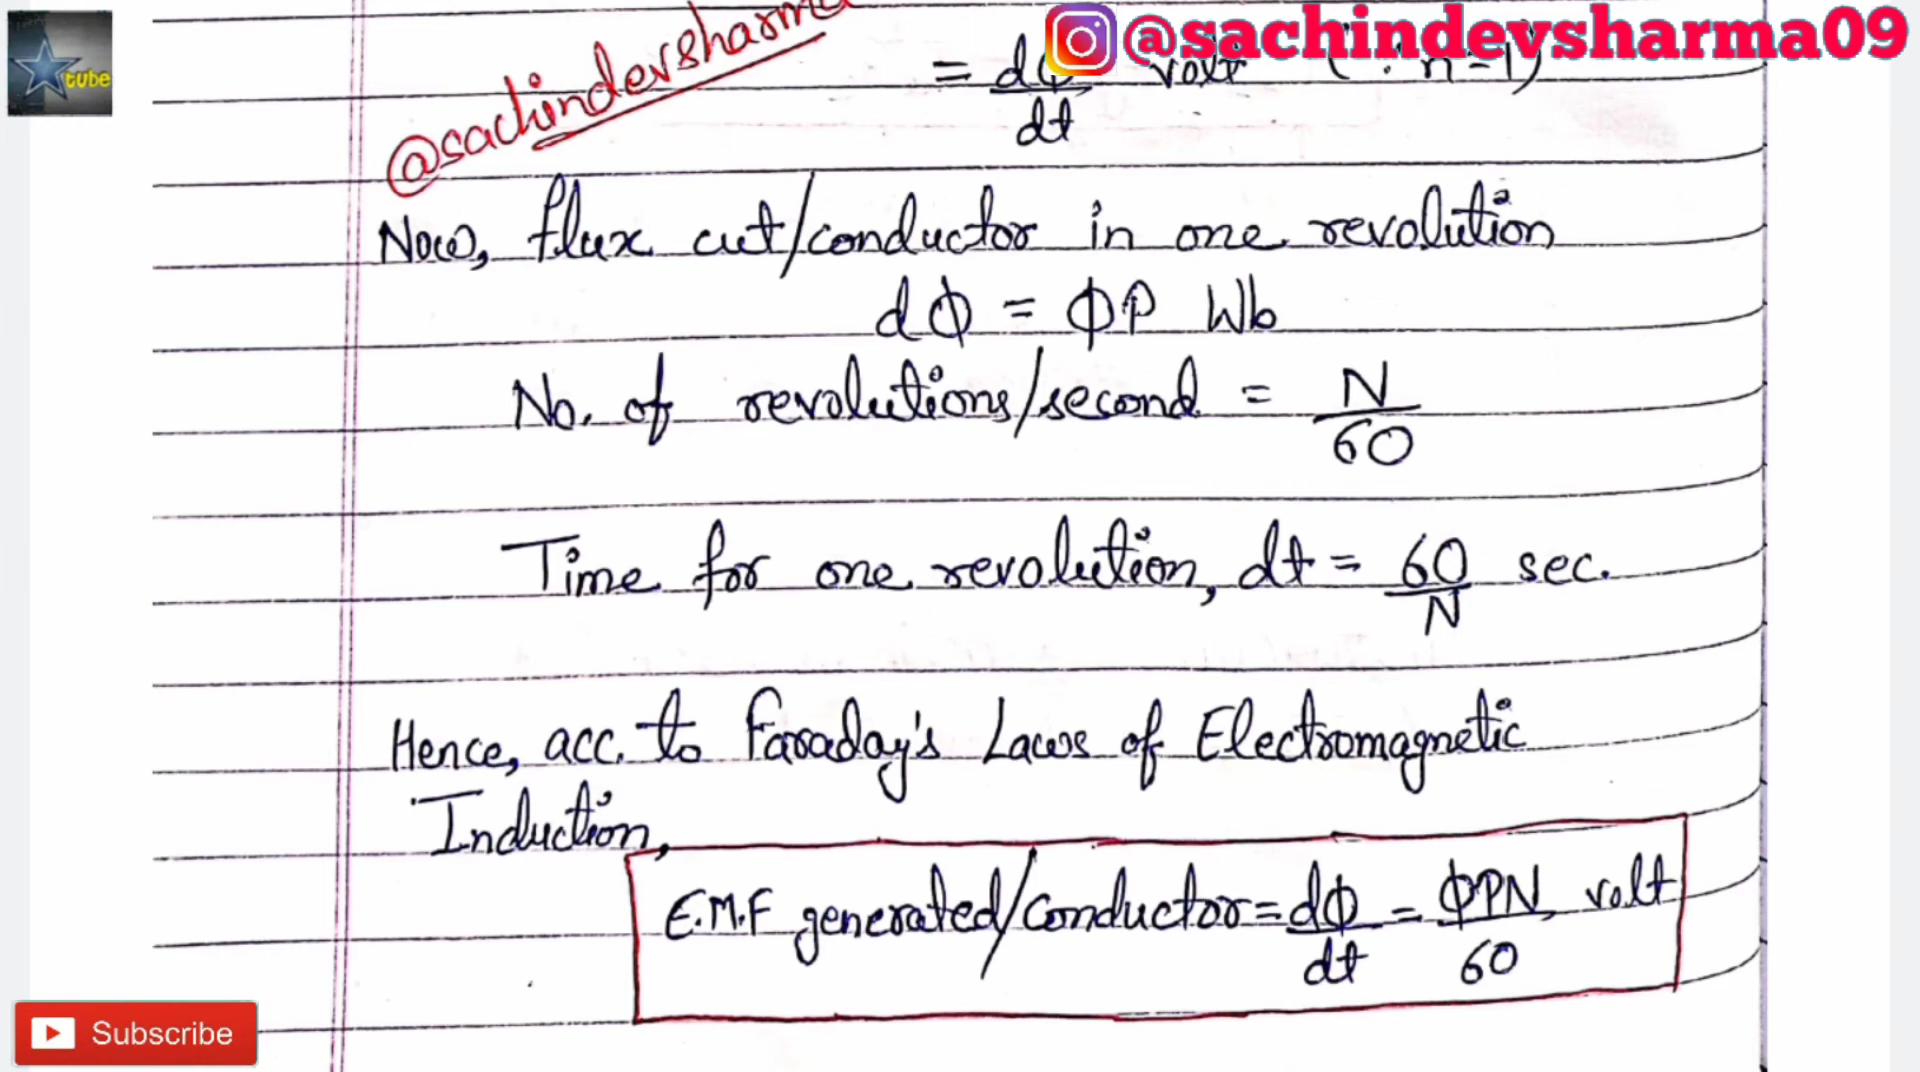 tube
@sachindevsharma09
@sachindevsharma
= dΦ/dt volt (∵ n=1)
Now, flux cut/conductor in one revolution
dΦ = ΦP Wb
No. of revolutions/second = N/60
Time for one revolution, dt = 60/N sec.
Hence, acc. to Faraday's Laws of Electromagnetic
Induction,
E.M.F generated/conductor = dΦ/dt = ΦPN/60 volt
Subscribe